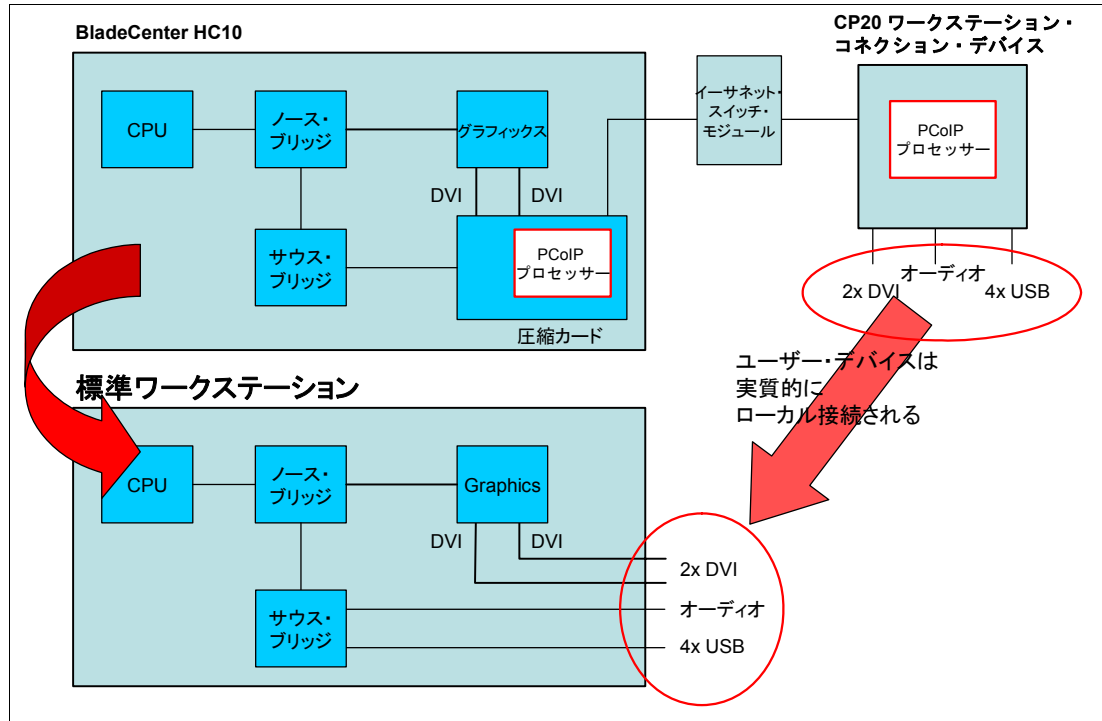 BladeCenter HC10
CPU
ノース・
ブリッジ
グラフィックス
DVI
DVI
サウス・
ブリッジ
PCoIP
プロセッサー
圧縮カード
イーサネット・
スイッチ・
モジュール
CP20 ワークステーション・
コネクション・デバイス
PCoIP
プロセッサー
2x DVI
オーディオ
4x USB
ユーザー・デバイスは
実質的に
ローカル接続される
標準ワークステーション
CPU
ノース・
ブリッジ
Graphics
DVI
DVI
サウス・
ブリッジ
2x DVI
オーディオ
4x USB